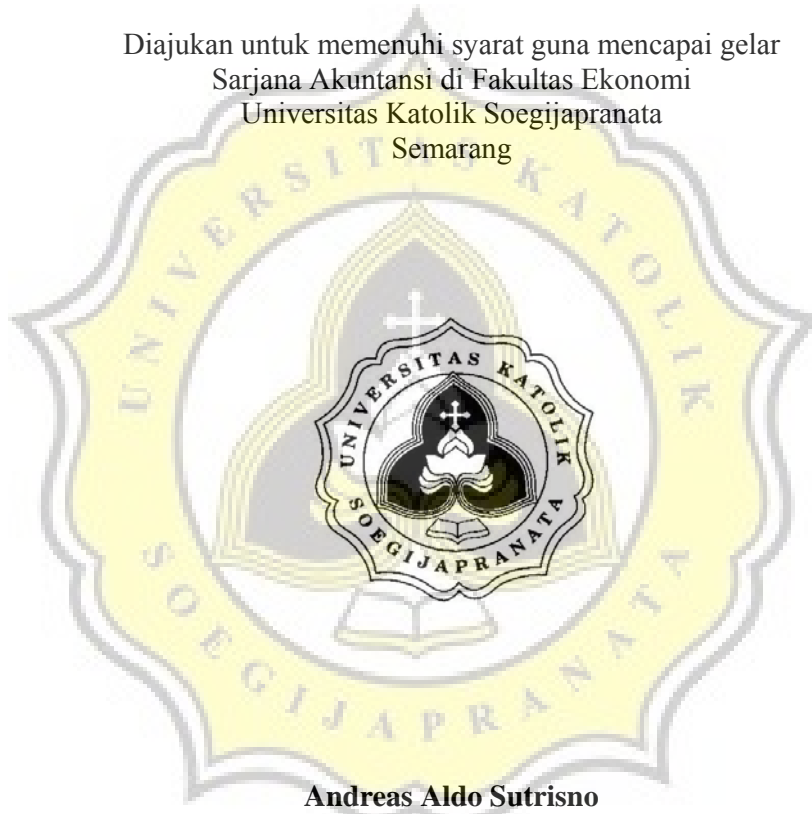 Diajukan untuk memenuhi syarat guna mencapai gelar
Sarjana Akuntansi di Fakultas Ekonomi
Universitas Katolik Soegijapranata
Semarang
UNIVERSITAS KATOLIK
SOEGIJAPRANATA
UNIVERSITAS KATOLIK
SOEGIJAPRANATA
Andreas Aldo Sutrisno